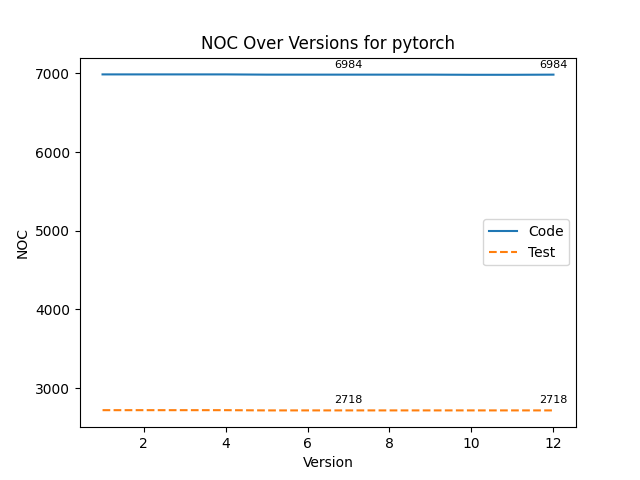 NOC Over Versions for pytorch
6984 6984
7000
6000
5000
4000
3000
NOC
Code
Test
2718 2718
2 4 6 8 10 12
Version